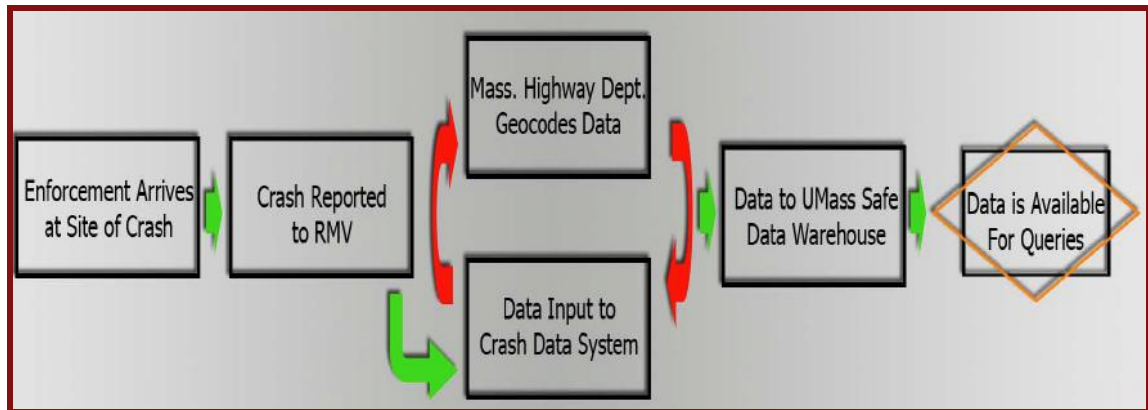 Enforcement Arrives
at Site of Crash
Crash Reported
to RMV
Mass. Highway Dept.
Geocodes Data
Data Input to
Crash Data System
Data to UMass Safe
Data Warehouse
Data is Available
For Queries